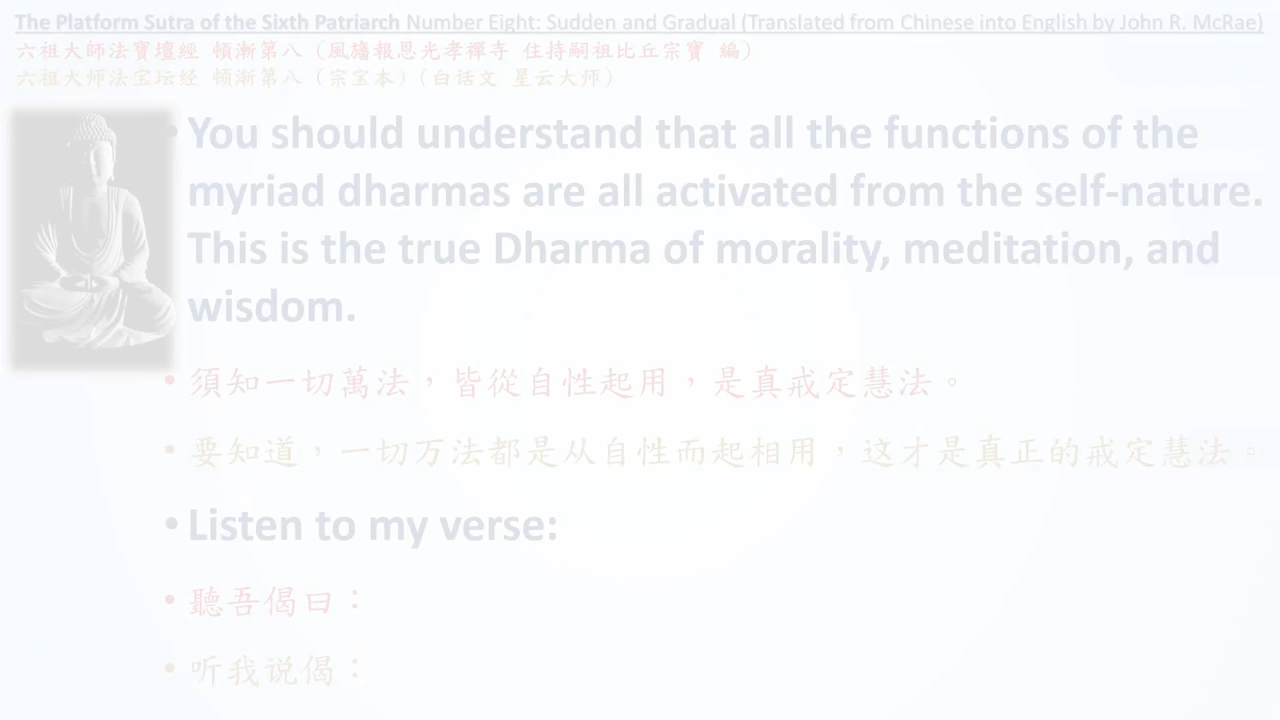 The Platform Sutra of the Sixth Patriarch Number Eight: Sudden and Gradual (Translated from Chinese into English by John R. McRae)
六祖大師法寶壇經 頓漸第八（風旛報恩光孝禪寺 住持嗣祖比丘宗寶 編）
六祖大师法宝坛经 顿渐第八（宗宝本）（白话文 星云大师）
• You should understand that all the functions of the
myriad dharmas are all activated from the self-nature.
This is the true Dharma of morality, meditation, and
wisdom.
• 須知一切萬法，皆從自性起用，是真戒定慧法。
• 要知道，一切万法都是从自性而起相用，这才是真正的戒定慧法。
• Listen to my verse:
• 聽吾偈曰：
• 听我说偈：